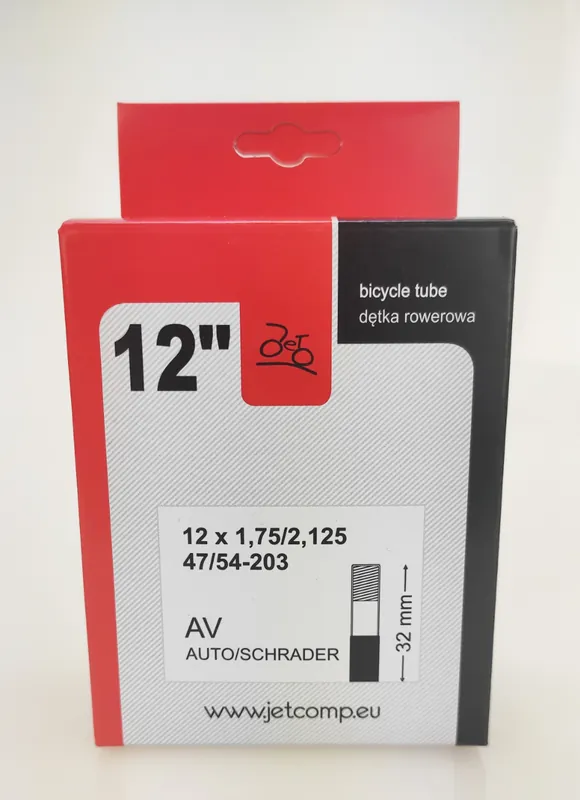 bicycle tube
dętka rowerowa
12"
JeT
12 x 1,75/2,125
47/54-203
AV
AUTO/SCHRADER
32 mm
www.jetcomp.eu